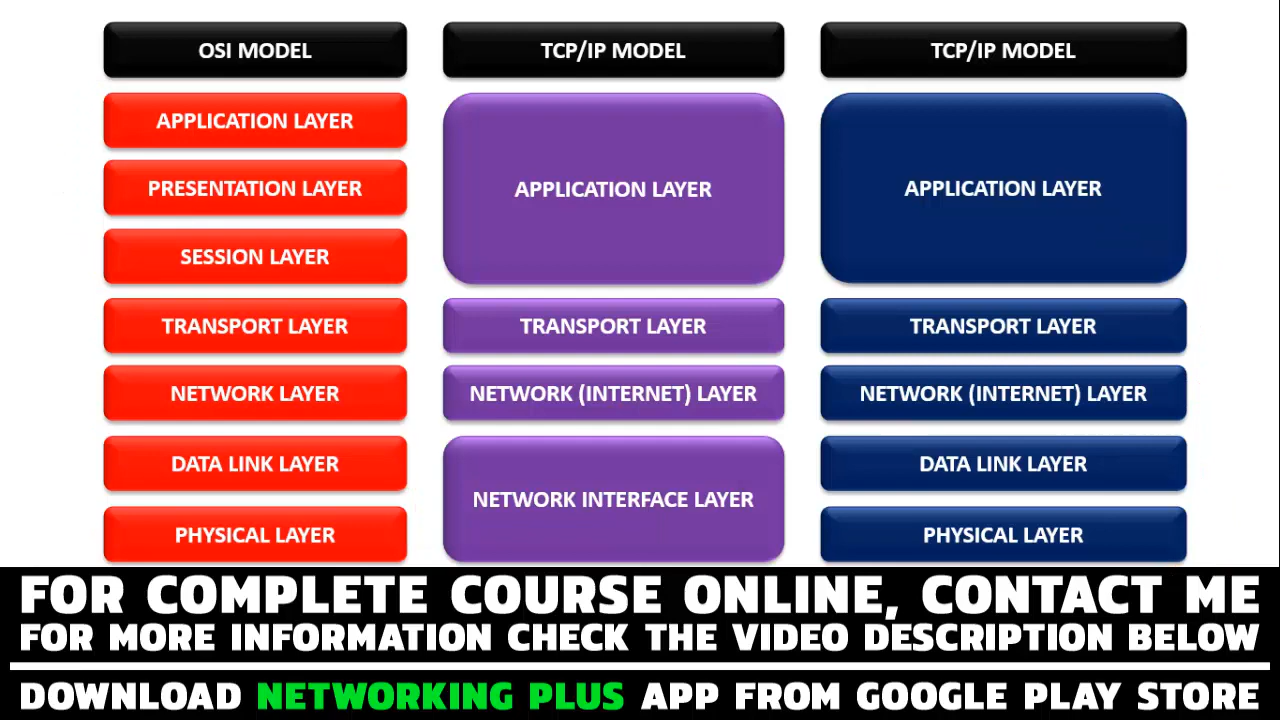 OSI MODEL
TCP/IP MODEL
TCP/IP MODEL
APPLICATION LAYER
PRESENTATION LAYER
SESSION LAYER
TRANSPORT LAYER
NETWORK LAYER
DATA LINK LAYER
PHYSICAL LAYER
APPLICATION LAYER
TRANSPORT LAYER
NETWORK (INTERNET) LAYER
NETWORK INTERFACE LAYER
APPLICATION LAYER
TRANSPORT LAYER
NETWORK (INTERNET) LAYER
DATA LINK LAYER
PHYSICAL LAYER
FOR COMPLETE COURSE ONLINE, CONTACT ME
FOR MORE INFORMATION CHECK THE VIDEO DESCRIPTION BELOW
DOWNLOAD NETWORKING PLUS APP FROM GOOGLE PLAY STORE